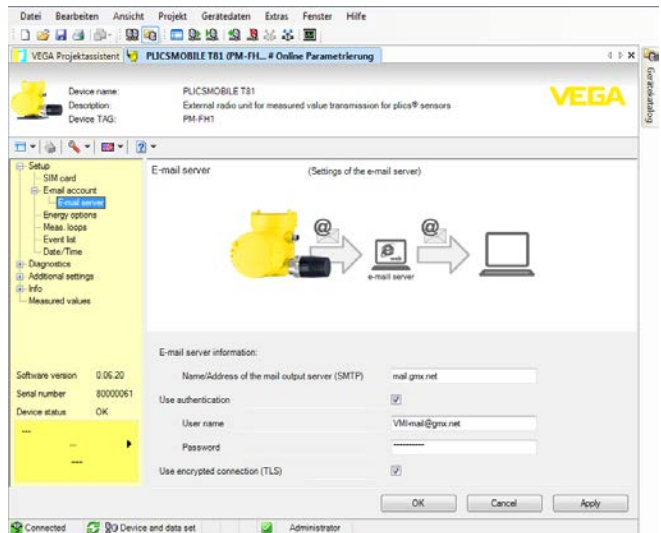 Datei Bearbeiten Ansicht Projekt Gerätedaten Extras Fenster Hilfe
VEGA Projektassistent PLICSMOBILE T81 (PM-FH... # Online Parametrierung
Gerätekatalog
Device name: PLICSMOBILE T81
Description: External radio unit for measured value transmission for plics® sensors
Device TAG: PM-FH1
VEGA
Setup
SIM card
E-mail account
E-mail server
Energy options
Meas. loops
Event list
Date/Time
Diagnostics
Additional settings
Info
Measured values
E-mail server (Settings of the e-mail server)
@ @
web
e-mail server
E-mail server information:
Name/Address of the mail output server (SMTP) mail.gmx.net
Use authentication
User name VMI-mail@gmx.net
Password
Use encrypted connection (TLS)
Software version 0.06.20
Serial number 80000061
Device status OK
---
---
----
OK Cancel Apply
Connected Device and data set Administrator